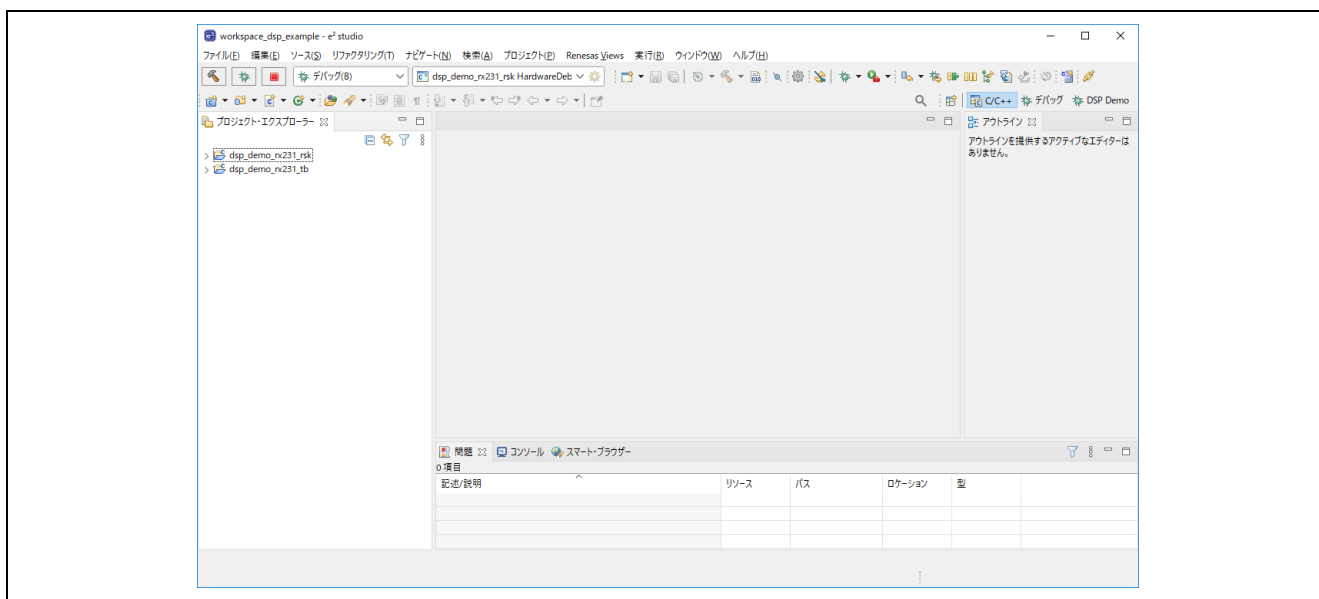 workspace_dsp_example - e² studio
ファイル(F) 編集(E) ソース(S) リファクタリング(T) ナビゲート(N) 検索(A) プロジェクト(P) Renesas Views 実行(R) ウィンドウ(W) ヘルプ(H)
デバッグ(B) dsp_demo_rx231_rsk HardwareDeb
C/C++ デバッグ DSP Demo
プロジェクト・エクスプローラー
アウトライン
アウトラインを提供するアクティブなエディターは
ありません。
dsp_demo_rx231_rsk
dsp_demo_rx231_tb
問題 コンソール スマート・ブラウザー
0 項目
記述/説明 リソース パス ロケーション 型